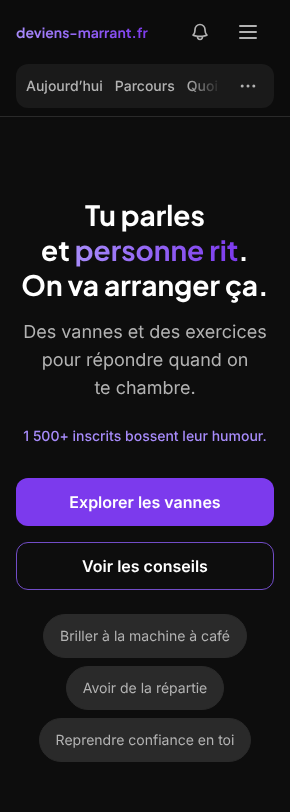 deviens-marrant.fr
Aujourd’hui Parcours Quoi
Tu parles
et personne rit.
On va arranger ça.
Des vannes et des exercices
pour répondre quand on
te chambre.
1 500+ inscrits bossent leur humour.
Explorer les vannes
Voir les conseils
Briller à la machine à café
Avoir de la répartie
Reprendre confiance en toi